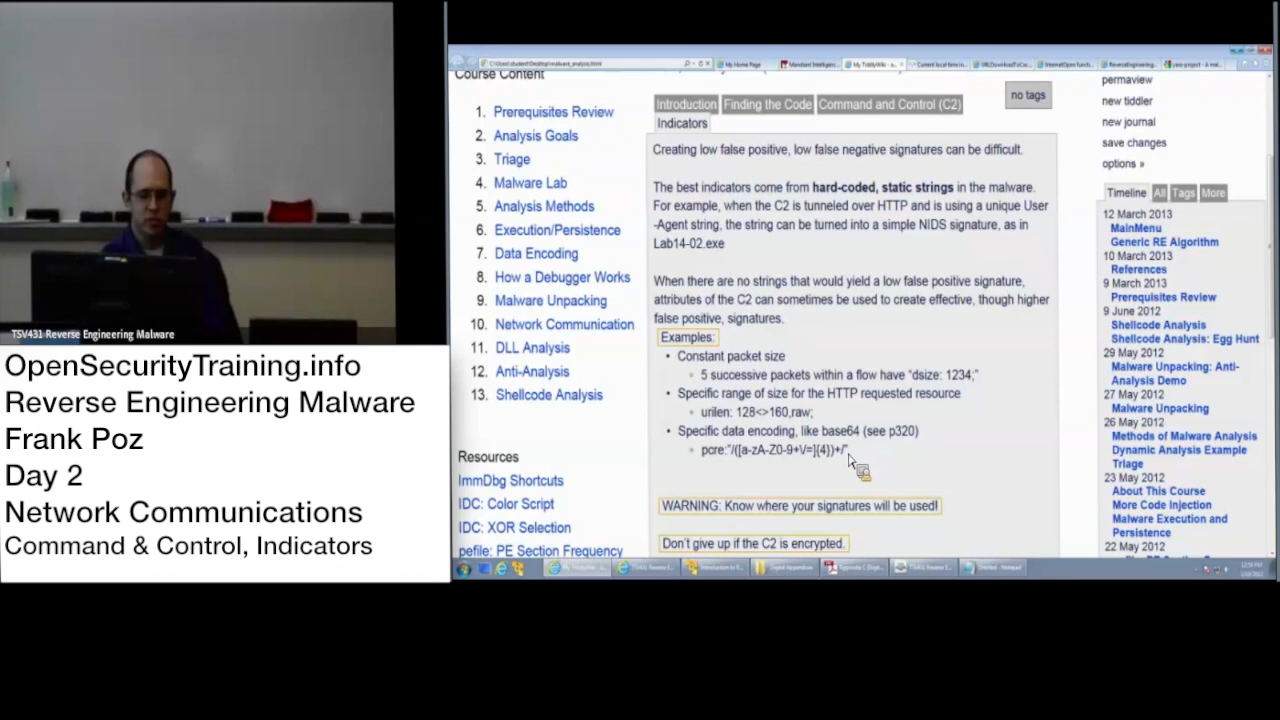 TSV431 Reverse Engineering Malware
OpenSecurityTraining.info
Reverse Engineering Malware
Frank Poz
Day 2
Network Communications
Command & Control, Indicators
C:\Users\student\Desktop\malware_analysis.html
My Home Page
Course Content
1. Prerequisites Review
2. Analysis Goals
3. Triage
4. Malware Lab
5. Analysis Methods
6. Execution/Persistence
7. Data Encoding
8. How a Debugger Works
9. Malware Unpacking
10. Network Communication
11. DLL Analysis
12. Anti-Analysis
13. Shellcode Analysis
Resources
ImmDbg Shortcuts
IDC: Color Script
IDC: XOR Selection
pefile: PE Section Frequency
no tags
Introduction Finding the Code Command and Control (C2)
Indicators
Creating low false positive, low false negative signatures can be difficult.
The best indicators come from hard-coded, static strings in the malware.
For example, when the C2 is tunneled over HTTP and is using a unique User
-Agent string, the string can be turned into a simple NIDS signature, as in
Lab14-02.exe
When there are no strings that would yield a low false positive signature,
attributes of the C2 can sometimes be used to create effective, though higher
false positive, signatures.
Examples:
• Constant packet size
◦ 5 successive packets within a flow have "dsize: 1234;"
• Specific range of size for the HTTP requested resource
◦ urilen: 128<>160,raw;
• Specific data encoding, like base64 (see p320)
◦ pcre:"/([a-zA-Z0-9+\/=]{4})+/"
WARNING: Know where your signatures will be used!
Don't give up if the C2 is encrypted.
permaview
new tiddler
new journal
save changes
options »
Timeline All Tags More
12 March 2013
MainMenu
Generic RE Algorithm
10 March 2013
References
9 March 2013
Prerequisites Review
9 June 2012
Shellcode Analysis
Shellcode Analysis: Egg Hunt
29 May 2012
Malware Unpacking: Anti-
Analysis Demo
27 May 2012
Malware Unpacking
26 May 2012
Methods of Malware Analysis
Dynamic Analysis Example
Triage
23 May 2012
About This Course
More Code Injection
Malware Execution and
Persistence
22 May 2012